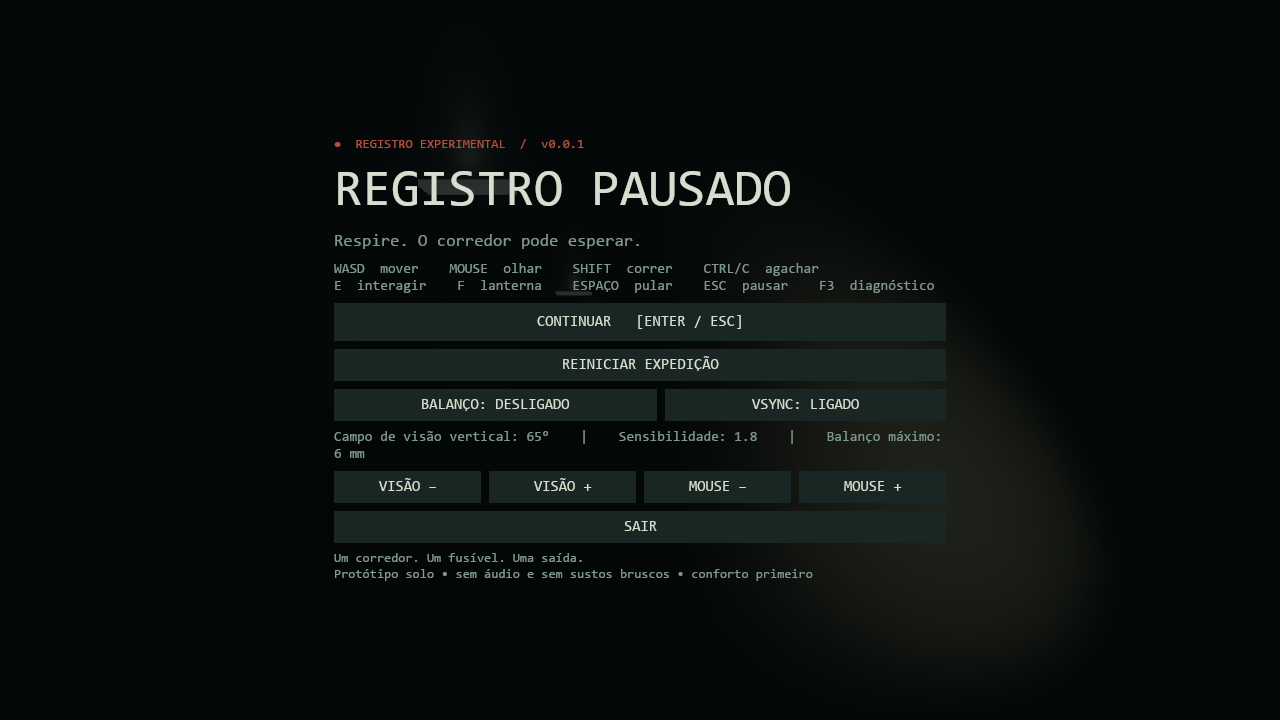 ● REGISTRO EXPERIMENTAL / v0.0.1
REGISTRO PAUSADO
Respire. O corredor pode esperar.
WASD mover MOUSE olhar SHIFT correr CTRL/C agachar
E interagir F lanterna ESPAÇO pular ESC pausar F3 diagnóstico
CONTINUAR [ENTER / ESC]
REINICIAR EXPEDIÇÃO
BALANÇO: DESLIGADO VSYNC: LIGADO
Campo de visão vertical: 65° | Sensibilidade: 1.8 | Balanço máximo:
6 mm
VISÃO – VISÃO + MOUSE – MOUSE +
SAIR
Um corredor. Um fusível. Uma saída.
Protótipo solo • sem áudio e sem sustos bruscos • conforto primeiro